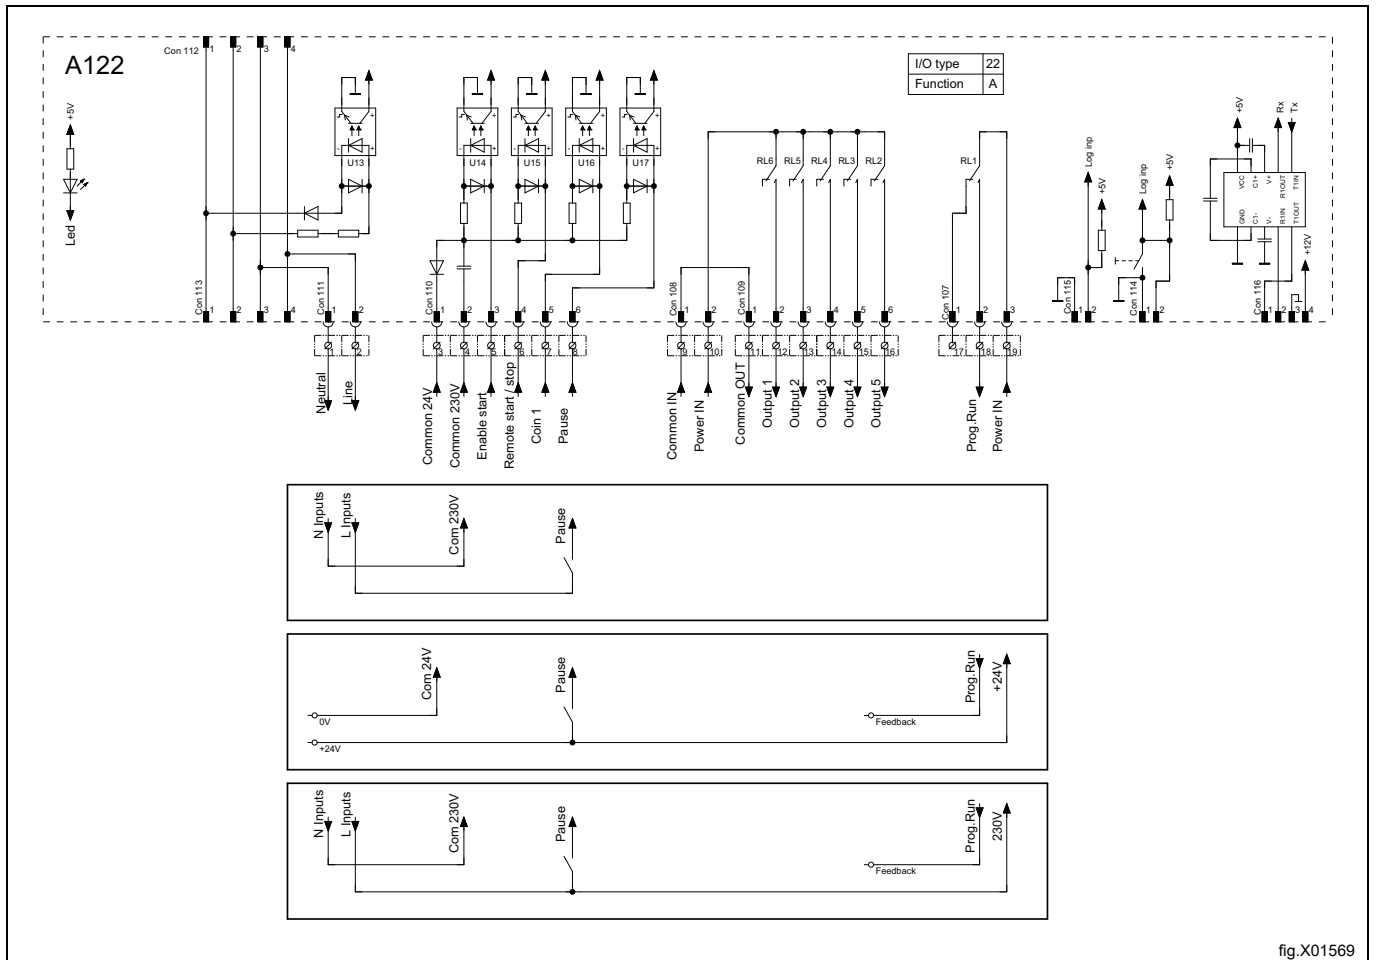 A122
Con 112
1
2
3
4
I/O type 22
Function A
+5V
Led
U13
U14
U15
U16
U17
- +
- +
- +
- +
- +
RL6
RL5
RL4
RL3
RL2
RL1
Log inp
+5V
Log inp
+5V
+5V
Rx
Tx
VCC
C1+
V+
R1OUT
T1IN
GND
C1-
V-
R1IN
T1OUT
+12V
Con 113
1
2
3
4
Con 111
1
2
Con 110
1
2
3
4
5
6
Con 108
1
2
Con 109
1
2
3
4
5
6
Con 107
1
2
3
Con 115
1
2
Con 114
1
2
Con 116
1
2
3
4
1
2
3
4
5
6
7
8
9
10
11
12
13
14
15
16
17
18
19
Neutral
Line
Common 24V
Common 230V
Enable start
Remote start / stop
Coin 1
Pause
Common IN
Power IN
Common OUT
Output 1
Output 2
Output 3
Output 4
Output 5
Prog.Run
Power IN
N Inputs
L Inputs
Com 230V
Pause
Com 24V
Pause
Prog.Run
+24V
0V
+24V
Feedback
N Inputs
L Inputs
Com 230V
Pause
Prog.Run
230V
Feedback
fig.X01569